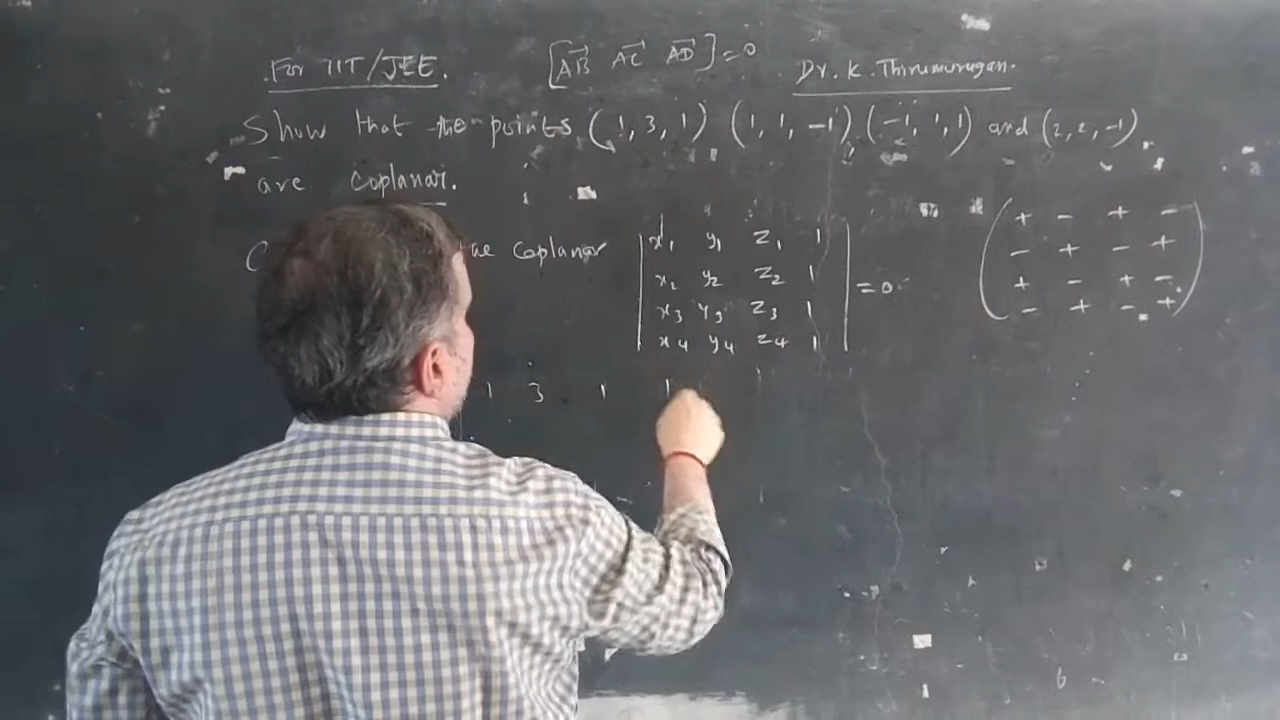 For IIT/JEE. [AB AC AD] = 0 Dr. K. Thirumurugan.
Show that the points (1, 3, 1) (1, 1, -1) (-1, 1, 1) and (2, 2, -1)
are coplanar.
coplanar
x₁ y₁ z₁ 1
x₂ y₂ z₂ 1
x₃ y₃ z₃ 1
x₄ y₄ z₄ 1
= 0
+ - + -
- + - +
+ - + -
- + - +
1 3 1 1